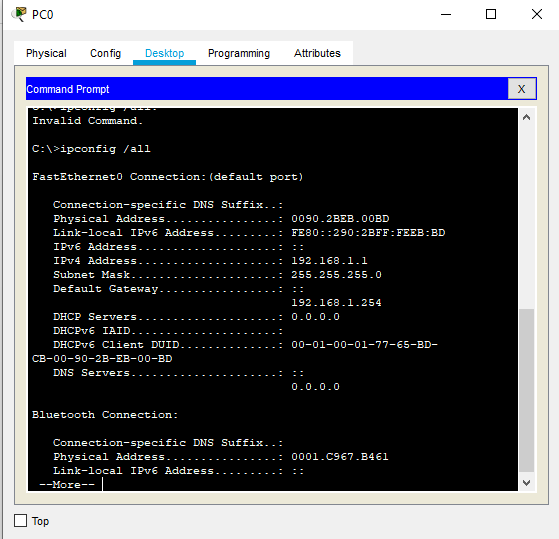 PC0
Physical Config Desktop Programming Attributes
Command Prompt X
Invalid Command.
C:\>ipconfig /all
FastEthernet0 Connection:(default port)
Connection-specific DNS Suffix..:
Physical Address................: 0090.2BEB.00BD
Link-local IPv6 Address.........: FE80::290:2BFF:FEEB:BD
IPv6 Address....................: ::
IPv4 Address....................: 192.168.1.1
Subnet Mask.....................: 255.255.255.0
Default Gateway.................: ::
192.168.1.254
DHCP Servers....................: 0.0.0.0
DHCPv6 IAID.....................:
DHCPv6 Client DUID..............: 00-01-00-01-77-65-BD-
CB-00-90-2B-EB-00-BD
DNS Servers.....................: ::
0.0.0.0
Bluetooth Connection:
Connection-specific DNS Suffix..:
Physical Address................: 0001.C967.B461
Link-local IPv6 Address.........: ::
--More--
Top